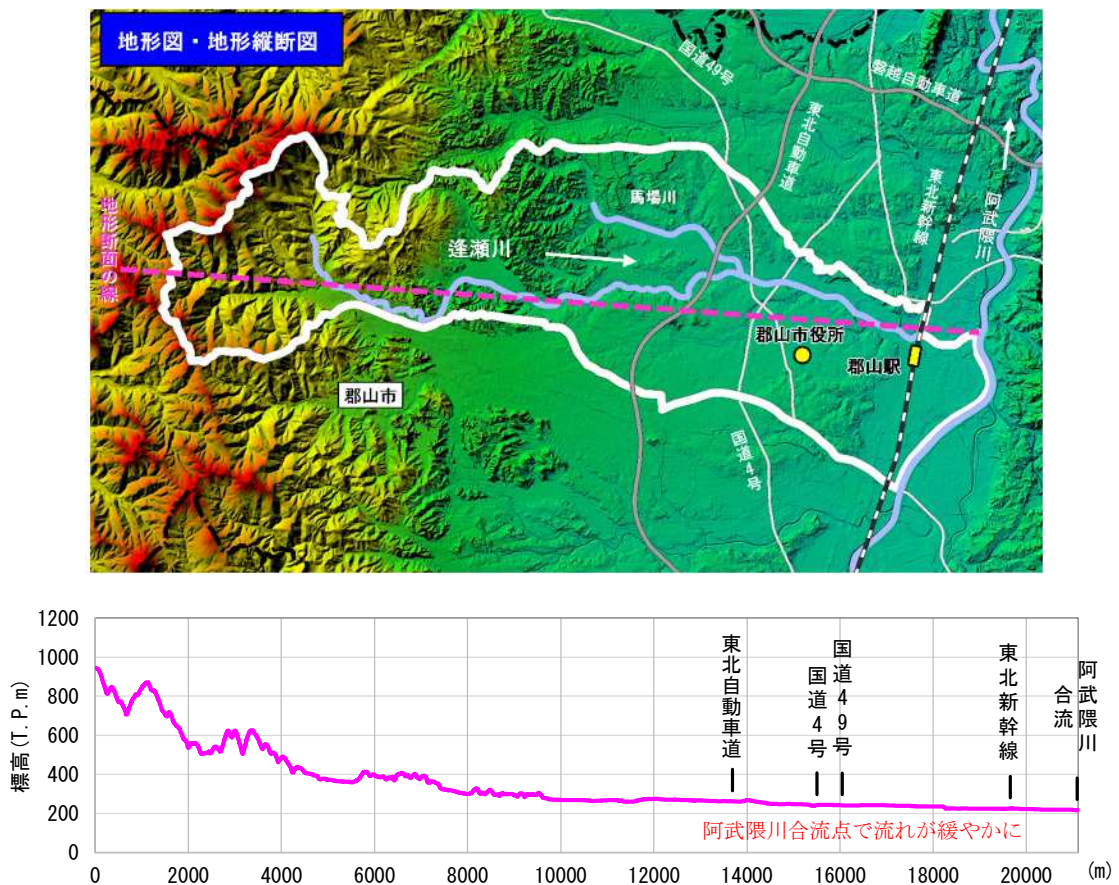 地形図・地形縦断図
国道49号
磐越自動車道
東北自動車道
東北新幹線
阿武隈川
馬場川
地形断面の線
逢瀬川
郡山市役所
郡山駅
郡山市
国道4号
1200
1000
800
600
400
200
0
標高(T.P.m)
東北自動車道
国道4号
国道49号
東北新幹線
阿武隈川
合流
阿武隈川合流点で流れが緩やかに
0
2000
4000
6000
8000
10000
12000
14000
16000
18000
20000
(m)